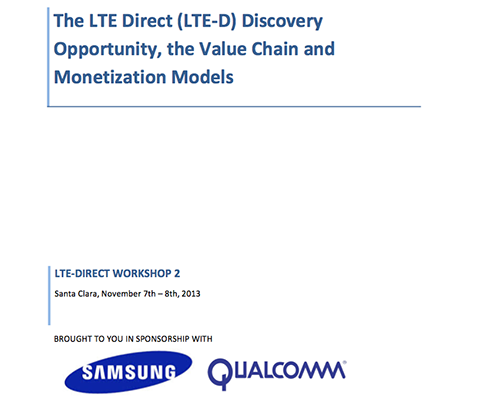 The LTE Direct (LTE-D) Discovery
Opportunity, the Value Chain and
Monetization Models
LTE-DIRECT WORKSHOP 2
Santa Clara, November 7th – 8th, 2013
BROUGHT TO YOU IN SPONSORSHIP WITH
SAMSUNG QUALCOMM®